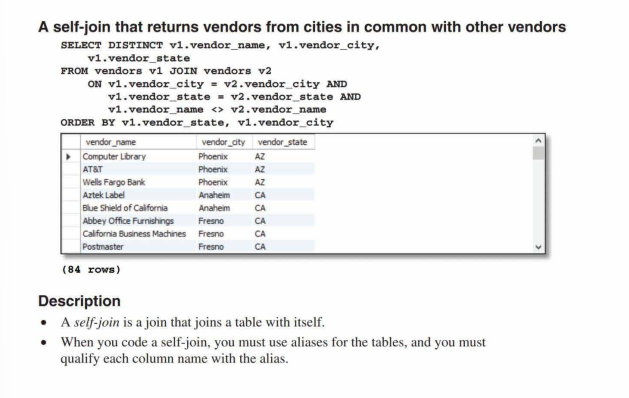 A self-join that returns vendors from cities in common with other vendors
SELECT DISTINCT v1.vendor_name, v1.vendor_city,
v1.vendor_state
FROM vendors v1 JOIN vendors v2
ON v1.vendor_city = v2.vendor_city AND
v1.vendor_state = v2.vendor_state AND
v1.vendor_name <> v2.vendor_name
ORDER BY v1.vendor_state, v1.vendor_city
vendor_name vendor_city vendor_state
Computer Library Phoenix AZ
AT&T Phoenix AZ
Wells Fargo Bank Phoenix AZ
Aztek Label Anaheim CA
Blue Shield of California Anaheim CA
Abbey Office Furnishings Fresno CA
California Business Machines Fresno CA
Postmaster Fresno CA
(84 rows)
Description
• A self-join is a join that joins a table with itself.
• When you code a self-join, you must use aliases for the tables, and you must
qualify each column name with the alias.